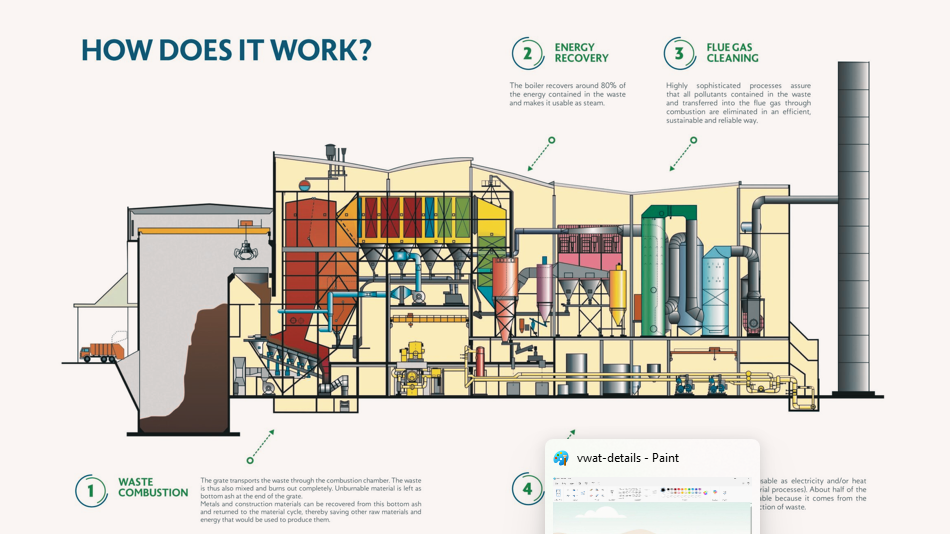 HOW DOES IT WORK?
2
ENERGY
RECOVERY
The boiler recovers around 80% of
the energy contained in the waste
and makes it usable as steam.
3
FLUE GAS
CLEANING
Highly sophisticated processes assure
that all pollutants contained in the waste
and transferred into the flue gas through
combustion are eliminated in an efficient,
sustainable and reliable way.
1
WASTE
COMBUSTION
The grate transports the waste through the combustion chamber. The waste
is thus also mixed and burns out completely. Unburnable material is left as
bottom ash at the end of the grate.
Metals and construction materials can be recovered from this bottom ash
and returned to the material cycle, thereby saving other raw materials and
energy that would be used to produce them.
4
vwat-details - Paint
sable as electricity and/or heat
rial processes). About half of the
able because it comes from the
ction of waste.